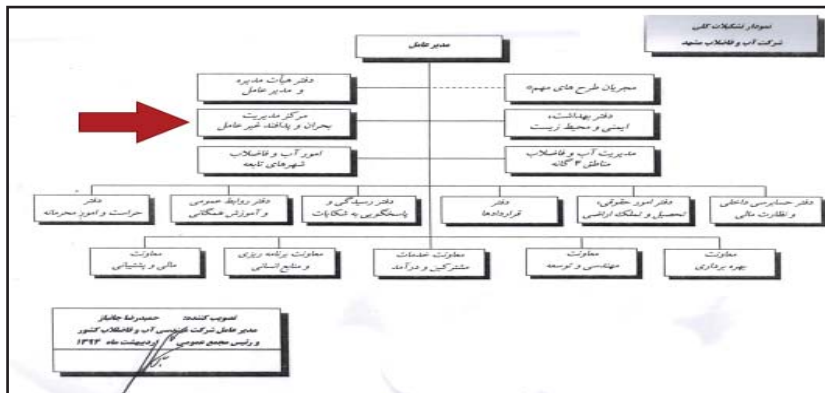 نمودار تشکیلات کلی
شرکت آب و فاضلاب مشهد
مدیر عامل
مجریان طرح های مهم*
دفتر هیأت مدیره
و مدیر عامل
دفتر بهداشت،
ایمنی و محیط زیست
مرکز مدیریت
بحران و پدافند غیر عامل
مدیریت آب و فاضلاب
مناطق ۴ گانه
امور آب و فاضلاب
شهرهای تابعه
دفتر حسابرسی داخلی
و نظارت مالی
دفتر امور حقوقی،
تحصیل و تملک اراضی
دفتر
قراردادها
دفتر رسیدگی و
پاسخگویی به شکایات
دفتر روابط عمومی
و آموزش همگانی
دفتر
حراست و امور محرمانه
معاونت
بهره برداری
معاونت
مهندسی و توسعه
معاونت خدمات
مشترکین و درآمد
معاونت برنامه ریزی
و منابع انسانی
معاونت
مالی و پشتیبانی
تصویب کننده: حمیدرضا جانباز
مدیر عامل شرکت مهندسی آب و فاضلاب کشور
و رئیس مجمع عمومی اردیبهشت ماه